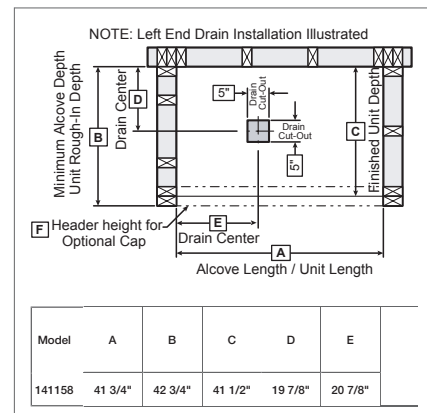 NOTE: Left End Drain Installation Illustrated
Minimum Alcove Depth
Unit Rough-In Depth
B
Drain Center
D
5"
Drain
Cut-Out
Drain
Cut-Out
5"
C
Finished Unit Depth
F Header height for
Optional Cap
E
Drain Center
A
Alcove Length / Unit Length
Model A B C D E
141158 41 3/4" 42 3/4" 41 1/2" 19 7/8" 20 7/8"